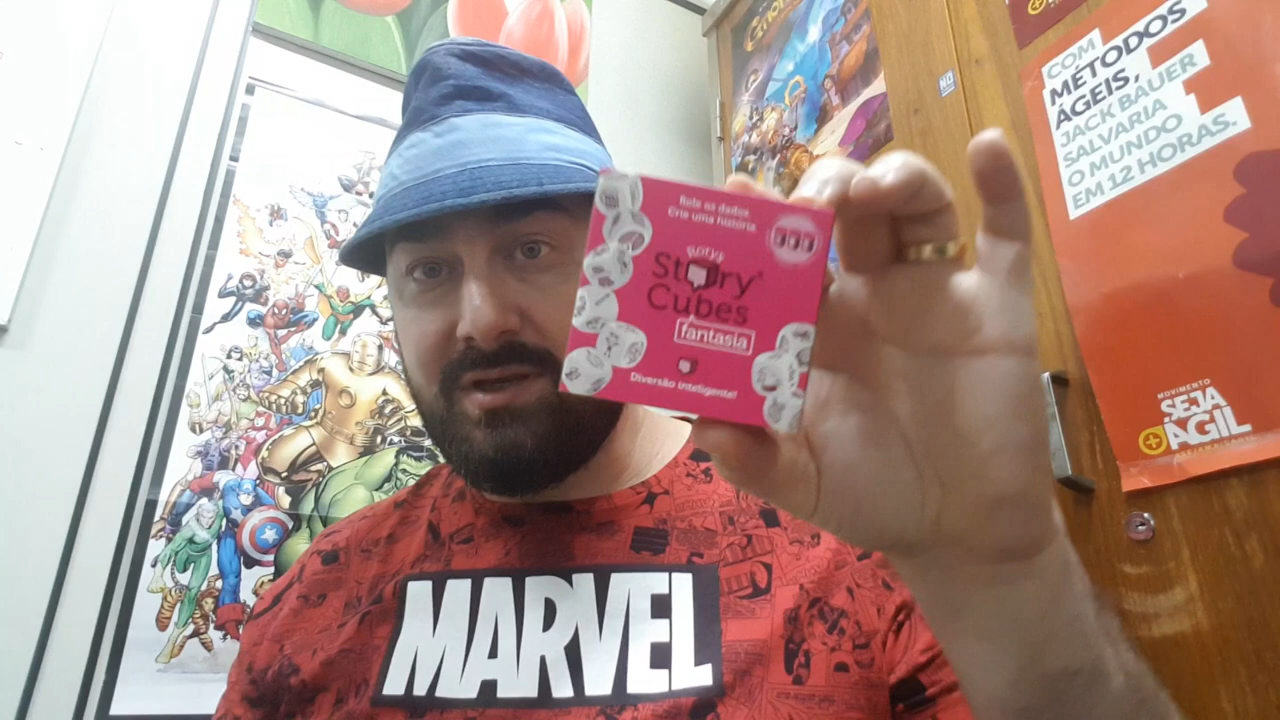 COM
MÉTODOS
ÁGEIS,
JACK BAUER
SALVARIA
O MUNDO
EM 12 HORAS.
MOVIMENTO
SEJA
ÁGIL
Role os dados.
Crie uma história.
RORY'S
Story
Cubes
fantasia
Diversão inteligente!
MARVEL